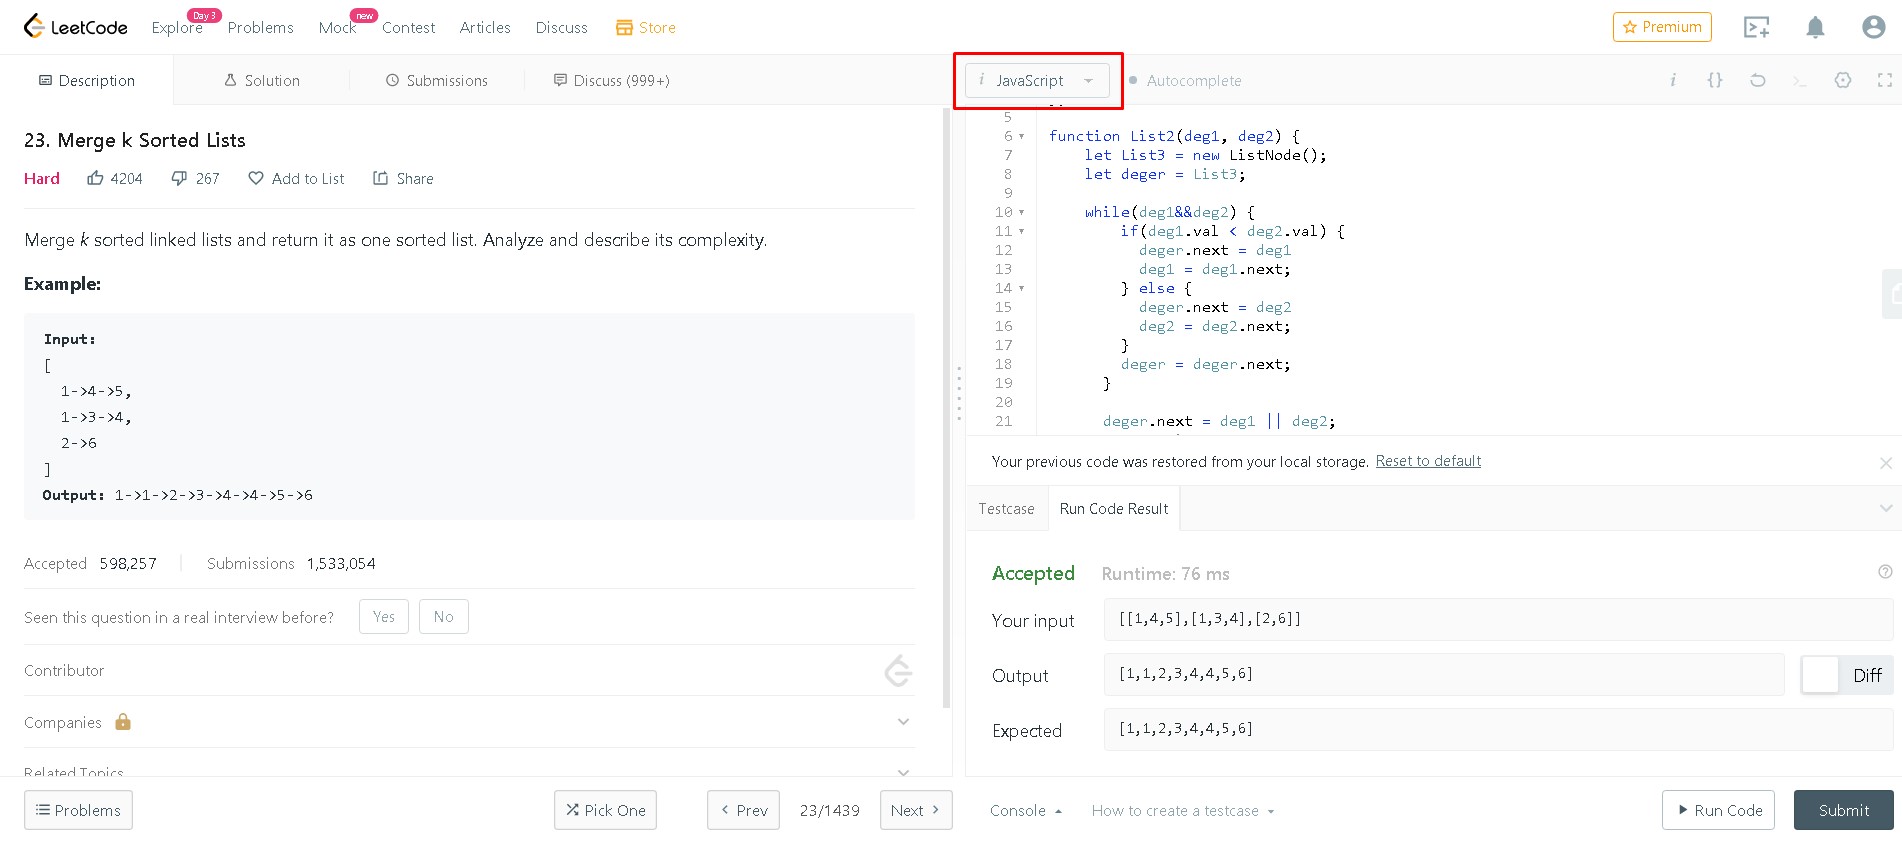 LeetCode Explore Day 3 Problems Mock new Contest Articles Discuss Store Premium
Description Solution Submissions Discuss (999+)
23. Merge k Sorted Lists
Hard 4204 267 Add to List Share
Merge k sorted linked lists and return it as one sorted list. Analyze and describe its complexity.
Example:
Input:
[
1->4->5,
1->3->4,
2->6
]
Output: 1->1->2->3->4->4->5->6
Accepted 598,257 Submissions 1,533,054
Seen this question in a real interview before? Yes No
Contributor
Companies
Related Topics
Problems Pick One Prev 23/1439 Next
i JavaScript Autocomplete i {}
5
6 function List2(deg1, deg2) {
7 let List3 = new ListNode();
8 let deger = List3;
9
10 while(deg1&&deg2) {
11 if(deg1.val < deg2.val) {
12 deger.next = deg1
13 deg1 = deg1.next;
14 } else {
15 deger.next = deg2
16 deg2 = deg2.next;
17 }
18 deger = deger.next;
19 }
20
21 deger.next = deg1 || deg2;
Your previous code was restored from your local storage. Reset to default
Testcase Run Code Result
Accepted Runtime: 76 ms
Your input [[1,4,5],[1,3,4],[2,6]]
Output [1,1,2,3,4,4,5,6] Diff
Expected [1,1,2,3,4,4,5,6]
Console How to create a testcase Run Code Submit